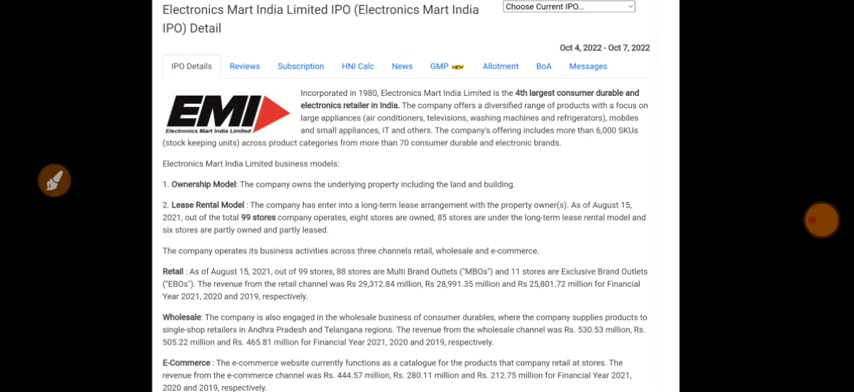 Electronics Mart India Limited IPO (Electronics Mart India
IPO) Detail
Choose Current IPO...
Oct 4, 2022 - Oct 7, 2022
IPO Details Reviews Subscription HNI Calc News GMP NEW Allotment BoA Messages
EMI
Electronics Mart India Limited
Incorporated in 1980, Electronics Mart India Limited is the 4th largest consumer durable and
electronics retailer in India. The company offers a diversified range of products with a focus on
large appliances (air conditioners, televisions, washing machines and refrigerators), mobiles
and small appliances, IT and others. The company's offering includes more than 6,000 SKUs
(stock keeping units) across product categories from more than 70 consumer durable and electronic brands.
Electronics Mart India Limited business models:
1. Ownership Model: The company owns the underlying property including the land and building.
2. Lease Rental Model : The company has enter into a long-term lease arrangement with the property owner(s). As of August 15,
2021, out of the total 99 stores company operates, eight stores are owned, 85 stores are under the long-term lease rental model and
six stores are partly owned and partly leased.
The company operates its business activities across three channels retail, wholesale and e-commerce.
Retail : As of August 15, 2021, out of 99 stores, 88 stores are Multi Brand Outlets ("MBOs") and 11 stores are Exclusive Brand Outlets
("EBOs"). The revenue from the retail channel was Rs 29,312.84 million, Rs 28,991.35 million and Rs 25,801.72 million for Financial
Year 2021, 2020 and 2019, respectively.
Wholesale: The company is also engaged in the wholesale business of consumer durables, where the company supplies products to
single-shop retailers in Andhra Pradesh and Telangana regions. The revenue from the wholesale channel was Rs. 530.53 million, Rs.
505.22 million and Rs. 465.81 million for Financial Year 2021, 2020 and 2019, respectively.
E-Commerce : The e-commerce website currently functions as a catalogue for the products that company retail at stores. The
revenue from the e-commerce channel was Rs. 444.57 million, Rs. 280.11 million and Rs. 212.75 million for Financial Year 2021,
2020 and 2019, respectively.